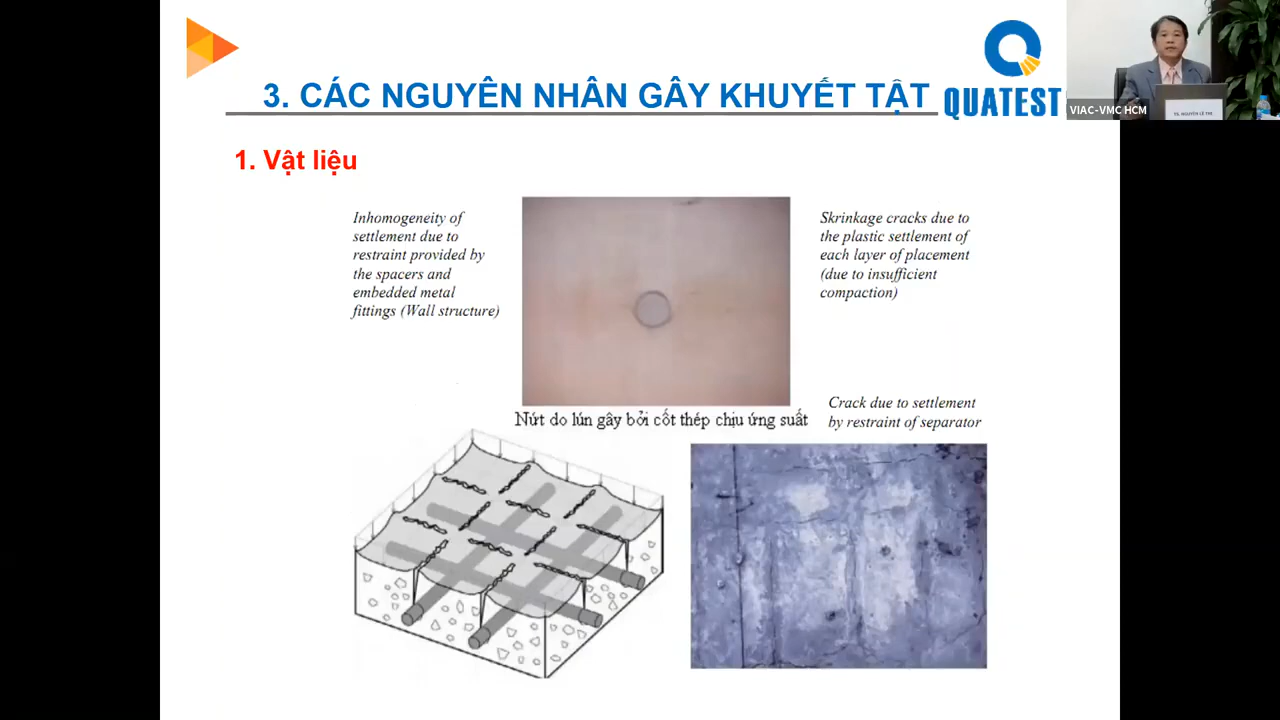 3. CÁC NGUYÊN NHÂN GÂY KHUYẾT TẬT
QUATEST
VIAC-VMC HCM
1. Vật liệu
Inhomogeneity of
settlement due to
restraint provided by
the spacers and
embedded metal
fittings (Wall structure)
Skrinkage cracks due to
the plastic settlement of
each layer of placement
(due to insufficient
compaction)
Nứt do lún gây bởi cốt thép chịu ứng suất
Crack due to settlement
by restraint of separator